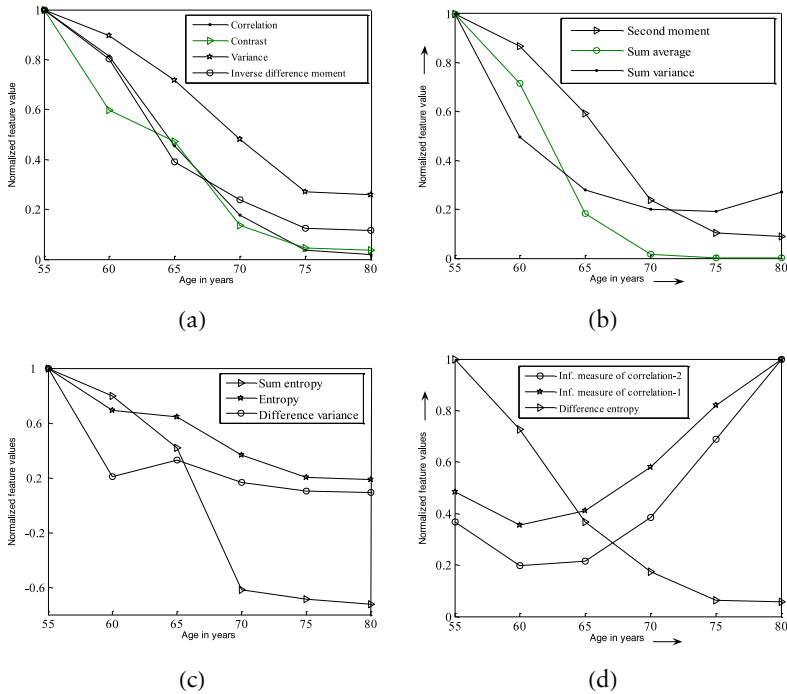 1
0.8
0.6
0.4
0.2
0
Normalized feature value
Correlation
Contrast
Variance
Inverse difference moment
55 60 65 70 75 80
Age in years
(a)
1
0.8
0.6
0.4
0.2
0
Normalized feature value
Second moment
Sum average
Sum variance
55 60 65 70 75 80
Age in years
(b)
1
0.6
0.2
-0.2
-0.6
Normalized feature values
Sum entropy
Entropy
Difference variance
55 60 65 70 75 80
Age in years
(c)
1
0.8
0.6
0.4
0.2
0
Normalized feature values
Inf. measure of correlation-2
Inf. measure of correlation-1
Difference entropy
55 60 65 70 75 80
Age in years
(d)